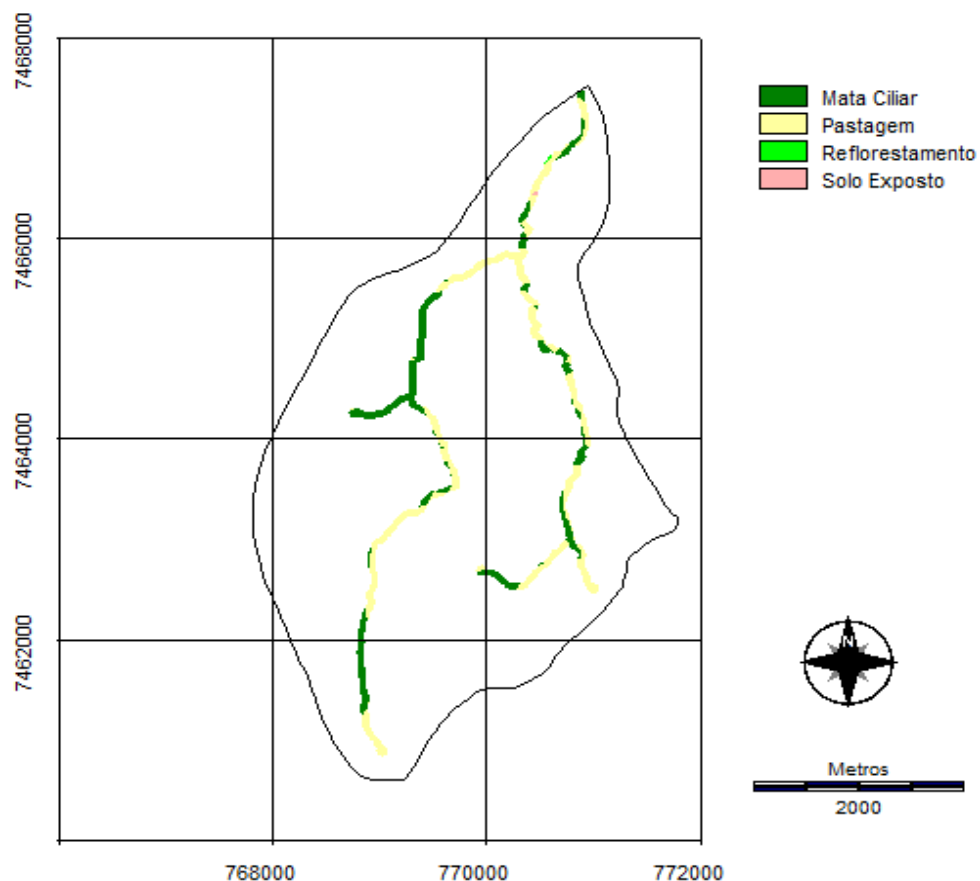 7468000
7466000
7464000
7462000
768000
770000
772000
Mata Ciliar
Pastagem
Reflorestamento
Solo Exposto
N
Metros
2000